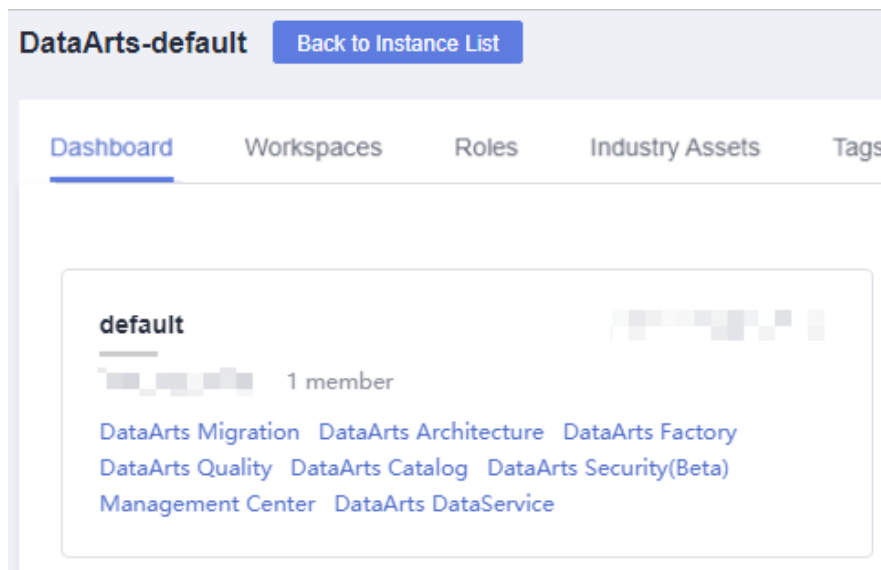 DataArts-default Back to Instance List
Dashboard Workspaces Roles Industry Assets Tags
default
1 member
DataArts Migration DataArts Architecture DataArts Factory
DataArts Quality DataArts Catalog DataArts Security(Beta)
Management Center DataArts DataService